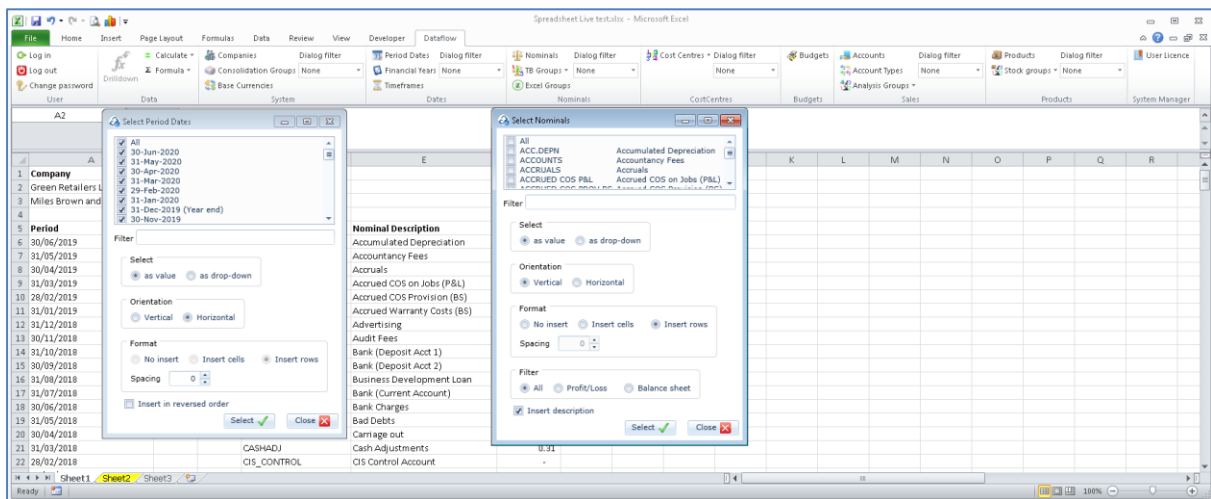 Spreadsheet Live test.xlsx - Microsoft Excel
File Home Insert Page Layout Formulas Data Review View Developer Dataflow
Log in
Log out
Change password
User
fx
Drilldown
Calculate
Σ Formula
Data
Companies Dialog filter
Consolidation Groups None
Base Currencies
System
Period Dates Dialog filter
Financial Years None
Timeframes
Dates
Nominals Dialog filter
TB Groups None
Excel Groups
Nominals
Cost Centres Dialog filter
None
CostCentres
Budgets
Budgets
Accounts Dialog filter
Account Types None
Analysis Groups
Sales
Products Dialog filter
Stock groups None
Products
User Licence
System Manager
A2
A E K L M N O P Q R
1 Company
2 Green Retailers L
3 Miles Brown and
4
5 Period Nominal Description
6 30/06/2019 Accumulated Depreciation
7 31/05/2019 Accountancy Fees
8 30/04/2019 Accruals
9 31/03/2019 Accrued COS on Jobs (P&L)
10 28/02/2019 Accrued COS Provision (BS)
11 31/01/2019 Accrued Warranty Costs (BS)
12 31/12/2018 Advertising
13 30/11/2018 Audit Fees
14 31/10/2018 Bank (Deposit Acct 1)
15 30/09/2018 Bank (Deposit Acct 2)
16 31/08/2018 Business Development Loan
17 31/07/2018 Bank (Current Account)
18 30/06/2018 Bank Charges
19 31/05/2018 Bad Debts
20 30/04/2018 Carriage out
21 31/03/2018 CASHADJ Cash Adjustments 0.31
22 28/02/2018 CIS_CONTROL CIS Control Account -
Select Period Dates
All
30-Jun-2020
31-May-2020
30-Apr-2020
31-Mar-2020
29-Feb-2020
31-Jan-2020
31-Dec-2019 (Year end)
30-Nov-2019
Filter
Select
as value as drop-down
Orientation
Vertical Horizontal
Format
No insert Insert cells Insert rows
Spacing 0
Insert in reversed order
Select Close
Select Nominals
All
ACC.DEPN Accumulated Depreciation
ACCOUNTS Accountancy Fees
ACCRUALS Accruals
ACCRUED COS P&L Accrued COS on Jobs (P&L)
ACCRUED COS PROV BS Accrued COS Provision (BS)
Filter
Select
as value as drop-down
Orientation
Vertical Horizontal
Format
No insert Insert cells Insert rows
Spacing 0
Filter
All Profit/Loss Balance sheet
Insert description
Select Close
Sheet1 Sheet2 Sheet3
Ready 100%